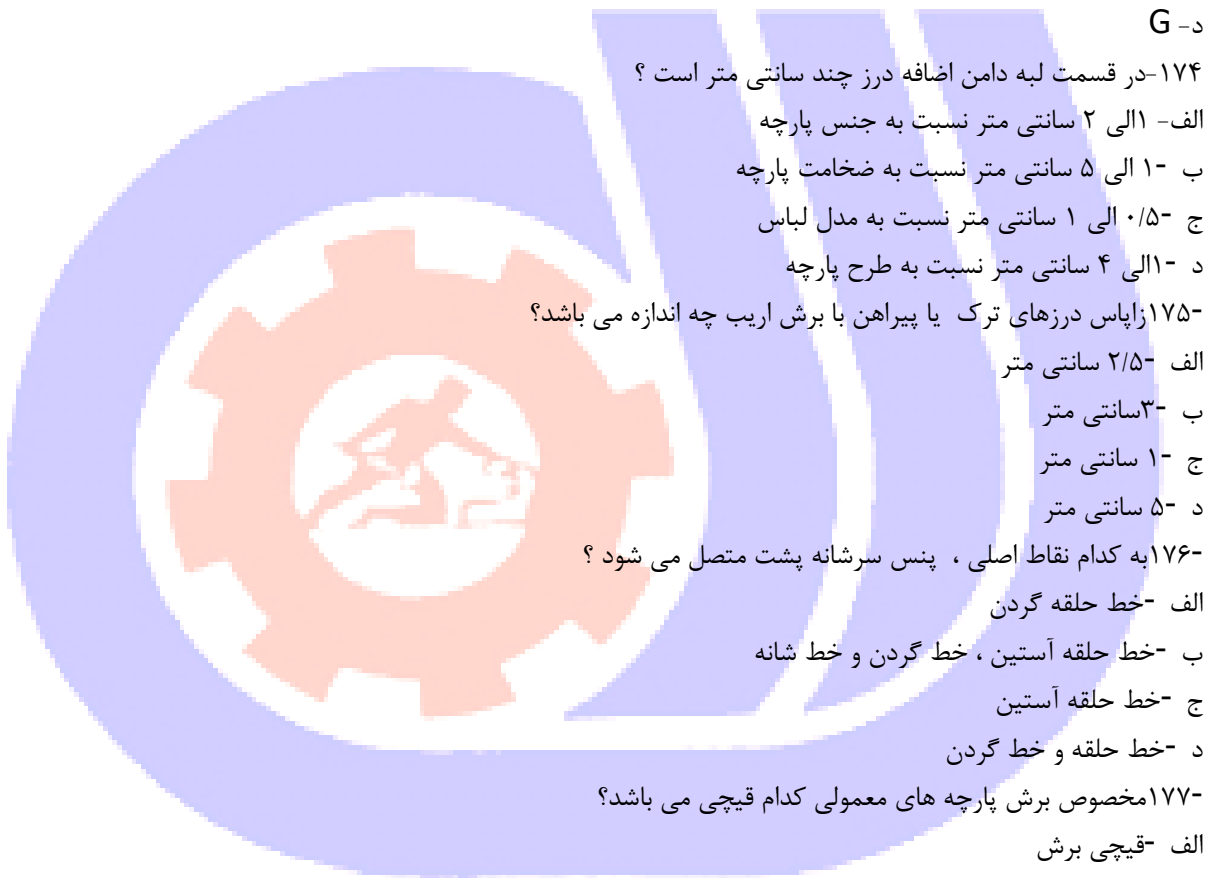 د- G
۱۷۴-در قسمت لبه دامن اضافه درز چند سانتی متر است ؟
الف- ۱الی ۲ سانتی متر نسبت به جنس پارچه
ب -۱ الی ۵ سانتی متر نسبت به ضخامت پارچه
ج -۰/۵ الی ۱ سانتی متر نسبت به مدل لباس
د -۱الی ۴ سانتی متر نسبت به طرح پارچه
-۱۷۵زاپاس درزهای ترک یا پیراهن با برش اریب چه اندازه می باشد؟
الف -۲/۵ سانتی متر
ب -۳سانتی متر
ج -۱ سانتی متر
د -۵ سانتی متر
-۱۷۶به کدام نقاط اصلی ، پنس سرشانه پشت متصل می شود ؟
الف -خط حلقه گردن
ب -خط حلقه آستین ، خط گردن و خط شانه
ج -خط حلقه آستین
د -خط حلقه و خط گردن
-۱۷۷مخصوص برش پارچه های معمولی کدام قیچی می باشد؟
الف -قیچی برش